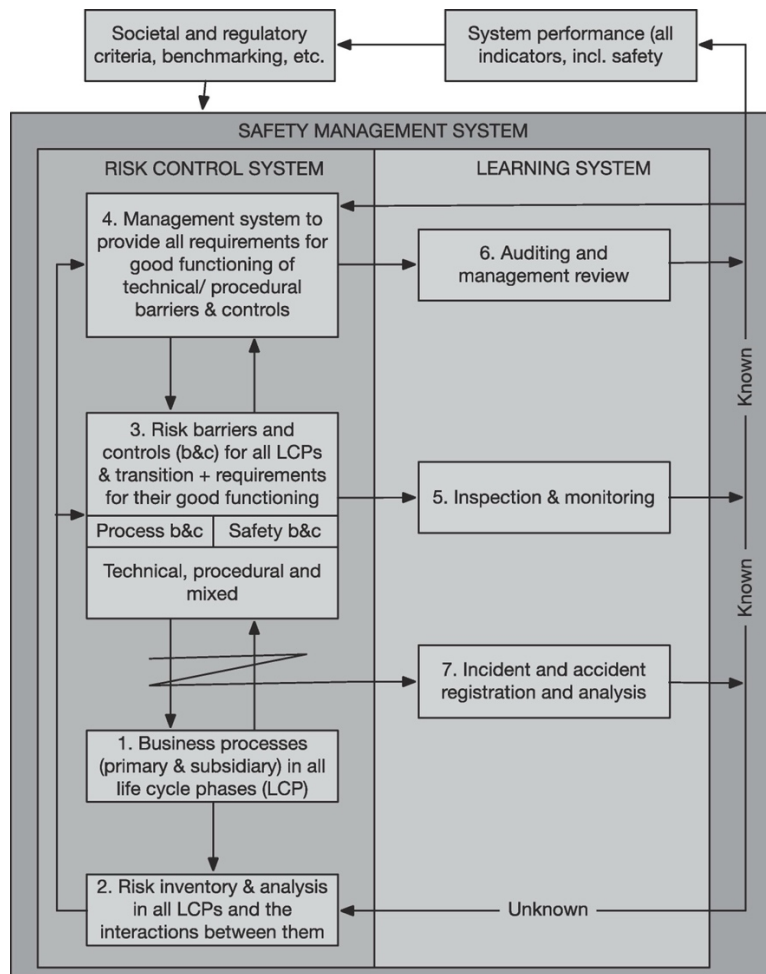 Societal and regulatory
criteria, benchmarking, etc.
System performance (all
indicators, incl. safety
SAFETY MANAGEMENT SYSTEM
RISK CONTROL SYSTEM
LEARNING SYSTEM
4. Management system to
provide all requirements for
good functioning of
technical/ procedural
barriers & controls
6. Auditing and
management review
Known
3. Risk barriers and
controls (b&c) for all LCPs
& transition + requirements
for their good functioning
Process b&c
Safety b&c
Technical, procedural and
mixed
5. Inspection & monitoring
Known
7. Incident and accident
registration and analysis
1. Business processes
(primary & subsidiary) in all
life cycle phases (LCP)
2. Risk inventory & analysis
in all LCPs and the
interactions between them
Unknown